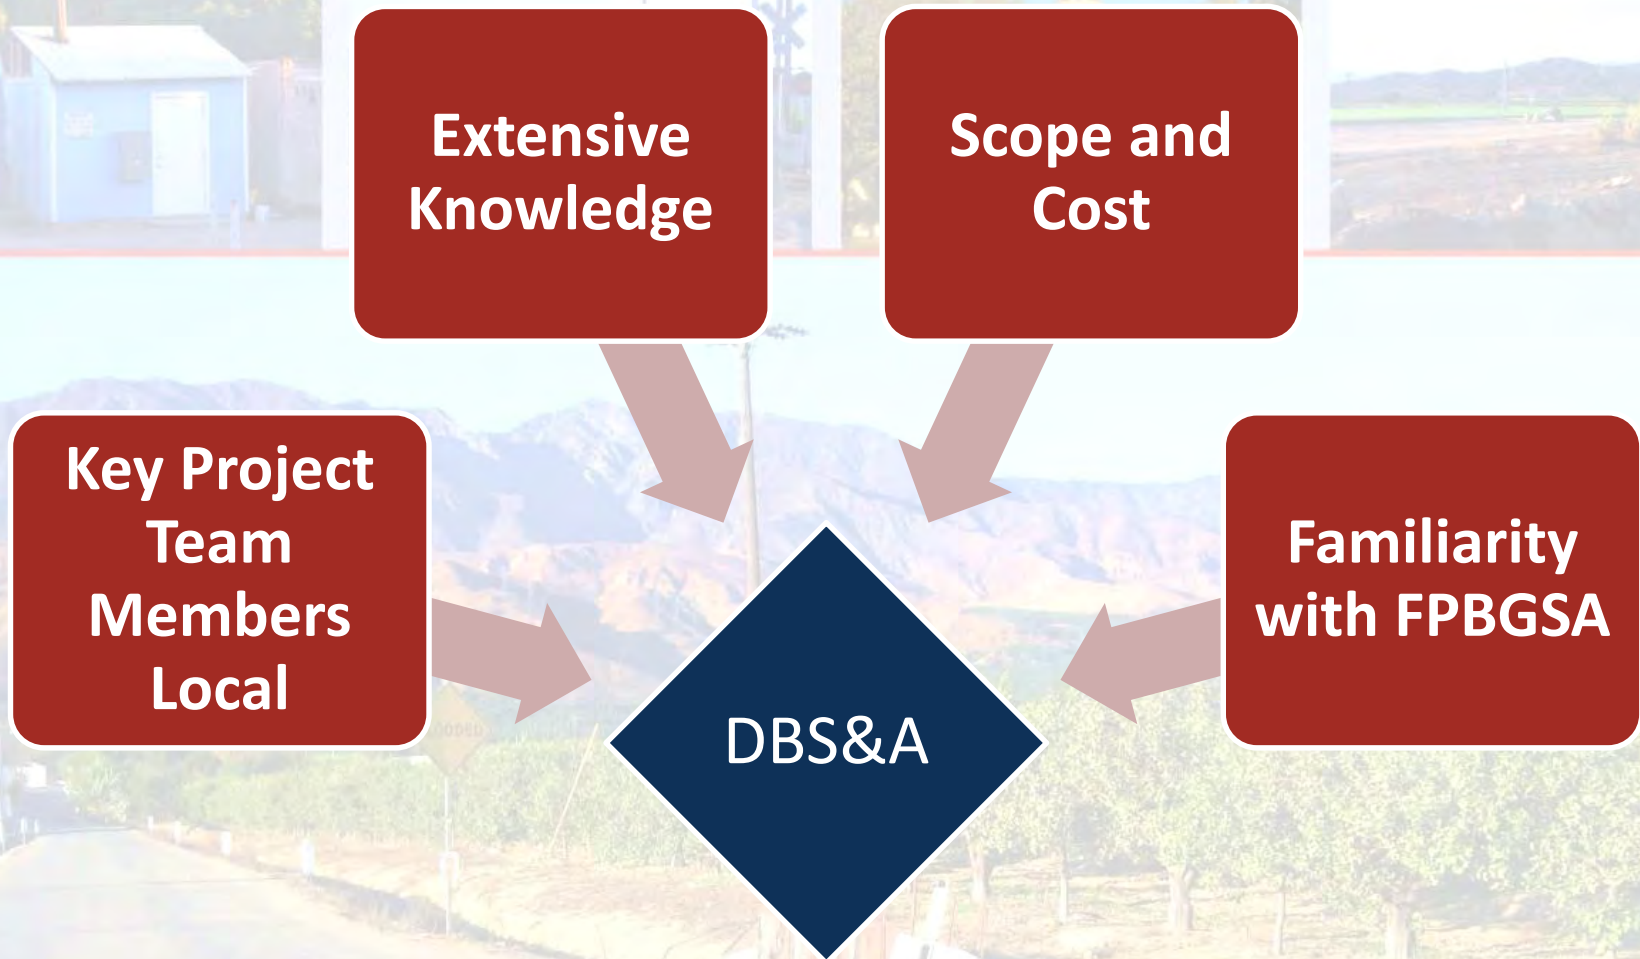 Extensive
Knowledge
Scope and
Cost
Key Project
Team
Members
Local
Familiarity
with FPBGSA
DBS&A